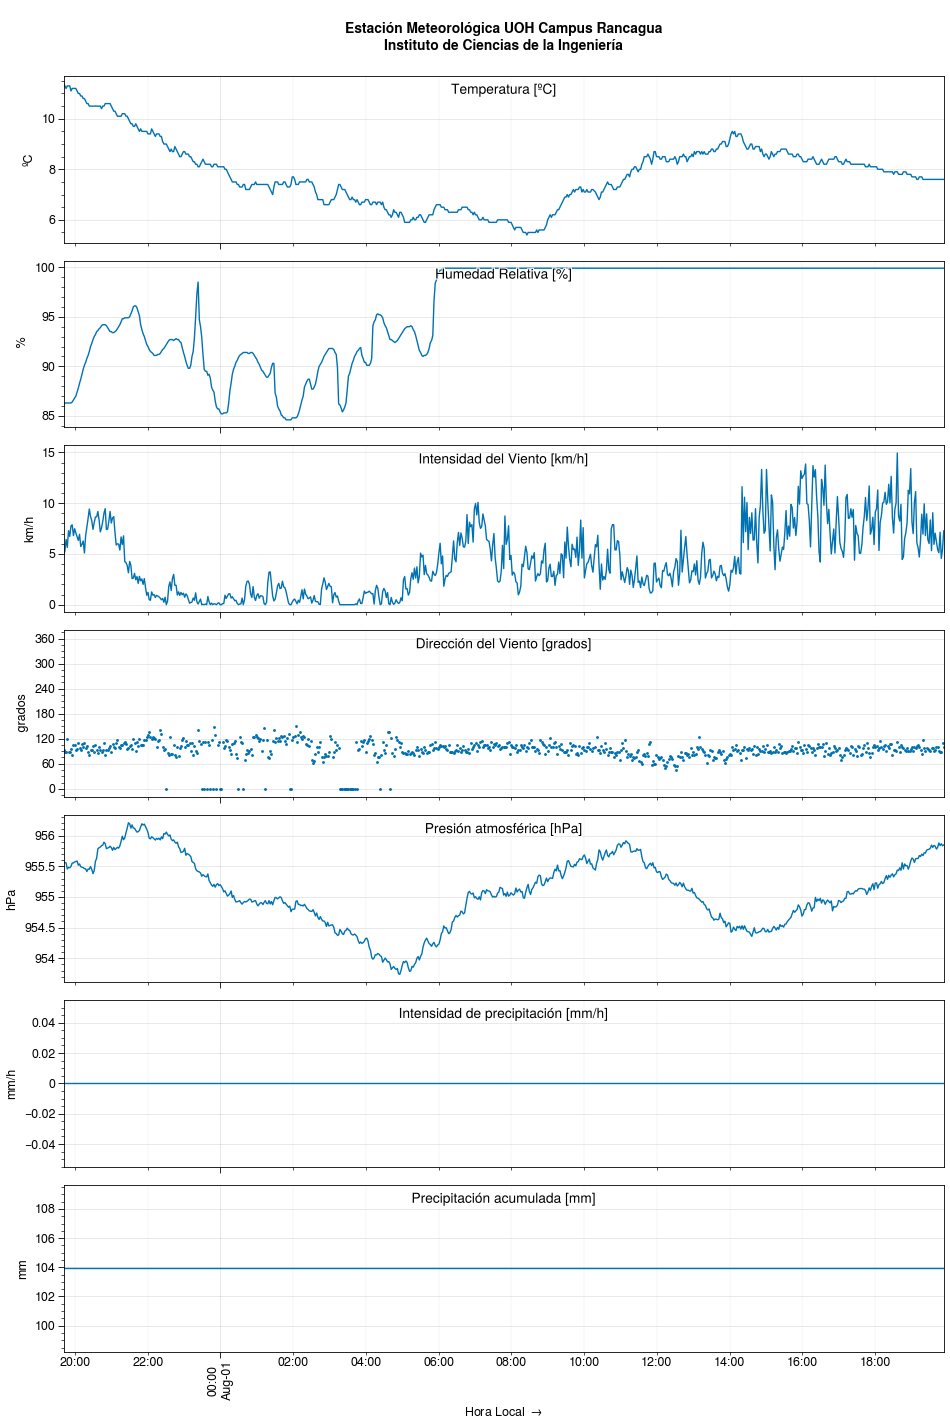 Estación Meteorológica UOH Campus Rancagua
Instituto de Ciencias de la Ingeniería
Temperatura [ºC]
ºC
10
8
6
Humedad Relativa [%]
%
100
95
90
85
Intensidad del Viento [km/h]
km/h
15
10
5
0
Dirección del Viento [grados]
grados
360
300
240
180
120
60
0
Presión atmosférica [hPa]
hPa
956
955.5
955
954.5
954
Intensidad de precipitación [mm/h]
mm/h
0.04
0.02
0
−0.02
−0.04
Precipitación acumulada [mm]
mm
108
106
104
102
100
20:00 22:00 00:00 02:00 04:00 06:00 08:00 10:00 12:00 14:00 16:00 18:00
Aug-01
Hora Local →